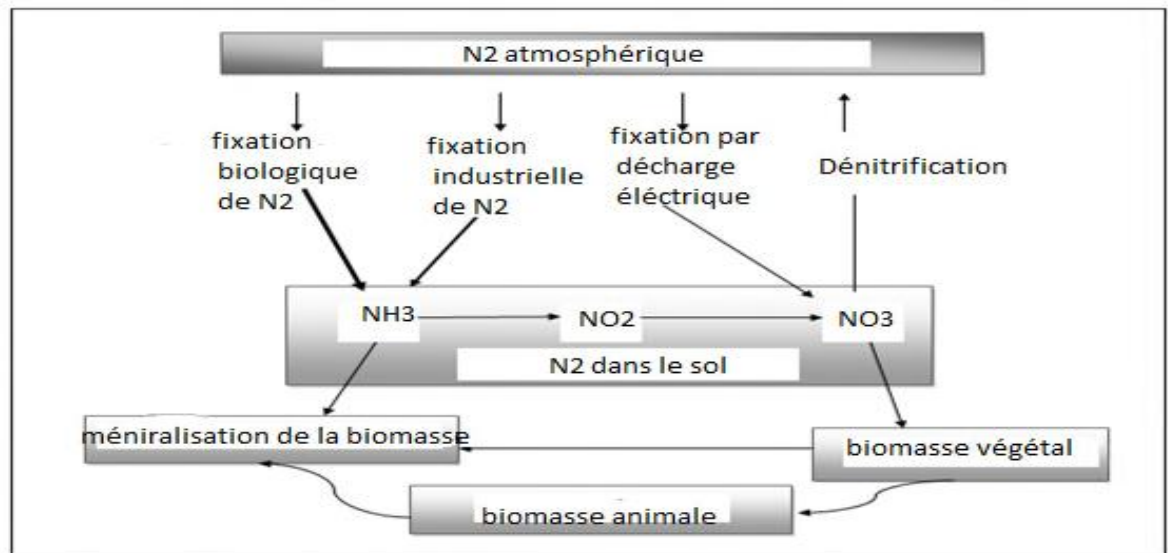 N2 atmosphérique
fixation
biologique
de N2
fixation
industrielle
de N2
fixation par
décharge
éléctrique
Dénitrification
NH3
NO2
NO3
N2 dans le sol
méniralisation de la biomasse
biomasse végétal
biomasse animale